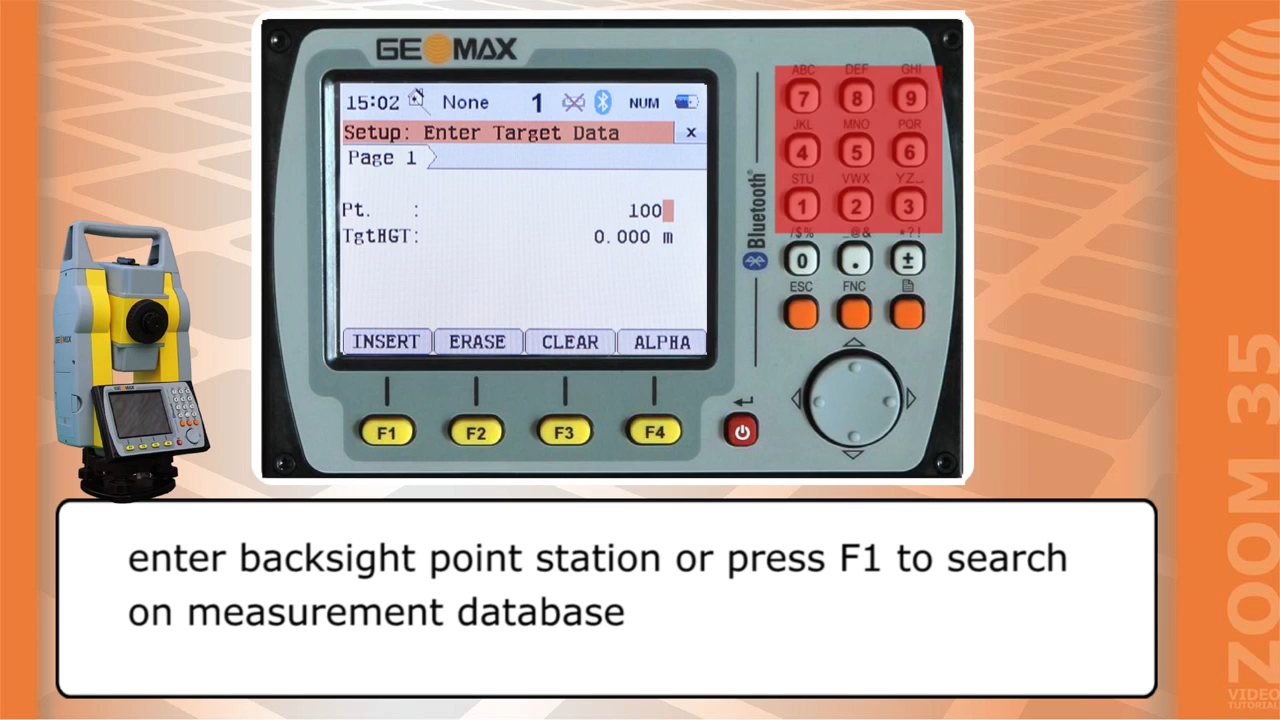 GEOMAX
15:02 None 1 NUM
Setup: Enter Target Data x
Page 1
Pt. : 100
TgtHGT: 0.000 m
INSERT ERASE CLEAR ALPHA
F1 F2 F3 F4
Bluetooth®
ABC DEF GHI
7 8 9
JKL MNO PQR
4 5 6
STU VWX YZ_
1 2 3
/$% _@& *?!
0 . ±
ESC FNC
GEOMAX
enter backsight point station or press F1 to search
on measurement database
ZOOM 35
VIDEO
TUTORIAL